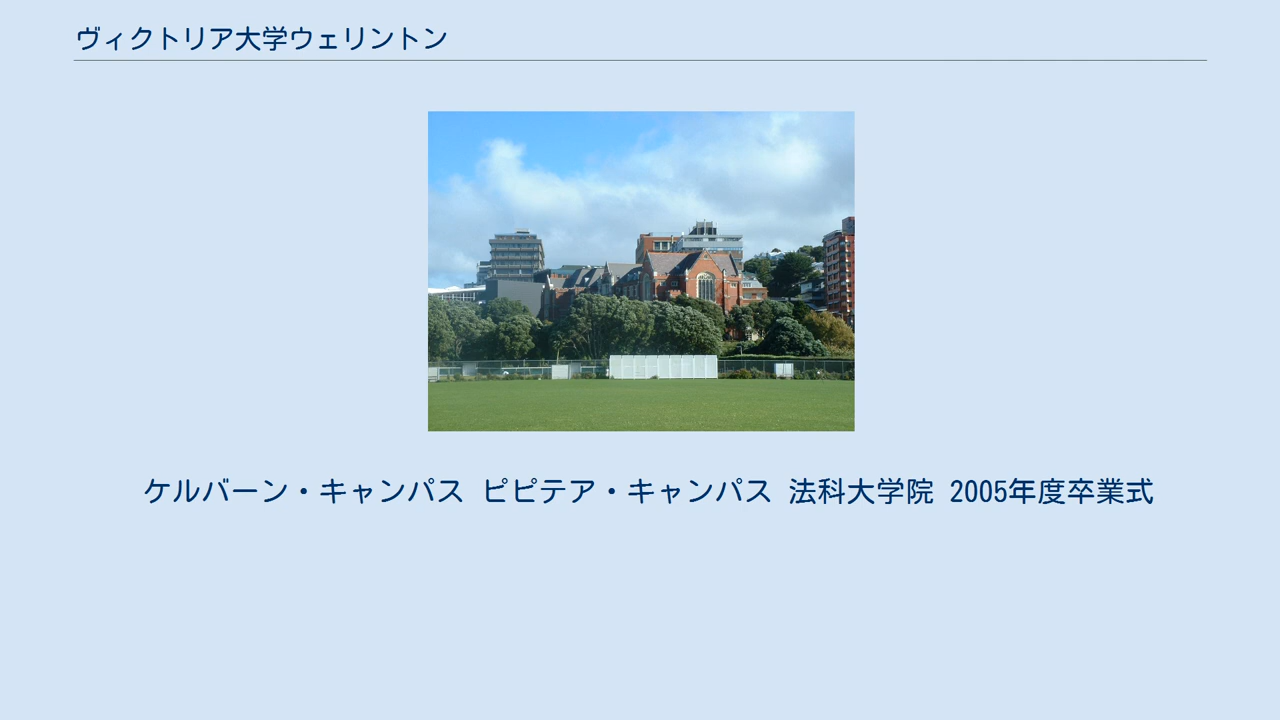 ヴィクトリア大学ウェリントン
ケルバーン・キャンパス ピピテア・キャンパス 法科大学院 2005年度卒業式